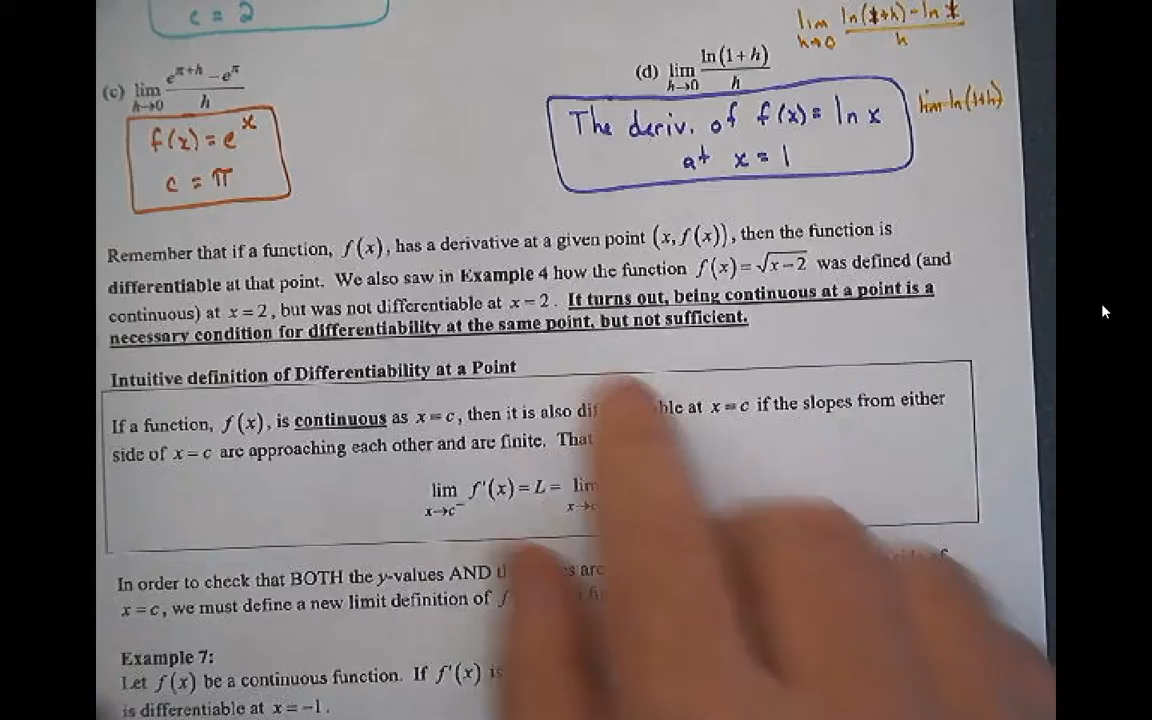 c = 2
lim h→0 ln(1+h) - ln 1 / h
(c) lim h→0 e^(π+h) - e^π / h
(d) lim h→0 ln(1+h) / h
f(x) = e^x
c = π
The deriv. of f(x) = ln x
at x = 1
lim ln(1+h)
Remember that if a function, f(x), has a derivative at a given point (x, f(x)), then the function is
differentiable at that point. We also saw in Example 4 how the function f(x) = √x−2 was defined (and
continuous) at x = 2, but was not differentiable at x = 2. It turns out, being continuous at a point is a
necessary condition for differentiability at the same point, but not sufficient.
Intuitive definition of Differentiability at a Point
If a function, f(x), is continuous as x = c, then it is also at x = c if the slopes from either
side of x = c are approaching each other and are finite. That
lim x→c⁻ f'(x) = L = lim
In order to check that BOTH the y-values AND are
x = c, we must define a new limit definition of
Example 7:
Let f(x) be a continuous function. If f'(x) is
is differentiable at x = −1.